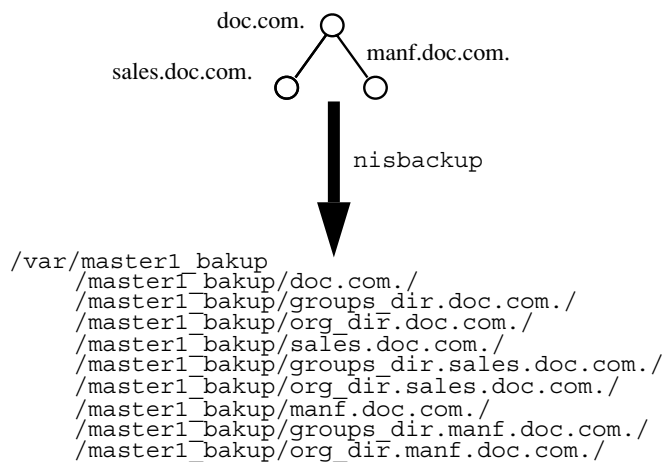 doc.com.
manf.doc.com.
sales.doc.com.
nisbackup
/var/master1_bakup
/master1_bakup/doc.com./
/master1_bakup/groups_dir.doc.com./
/master1_bakup/org_dir.doc.com./
/master1_bakup/sales.doc.com./
/master1_bakup/groups_dir.sales.doc.com./
/master1_bakup/org_dir.sales.doc.com./
/master1_bakup/manf.doc.com./
/master1_bakup/groups_dir.manf.doc.com./
/master1_bakup/org_dir.manf.doc.com./